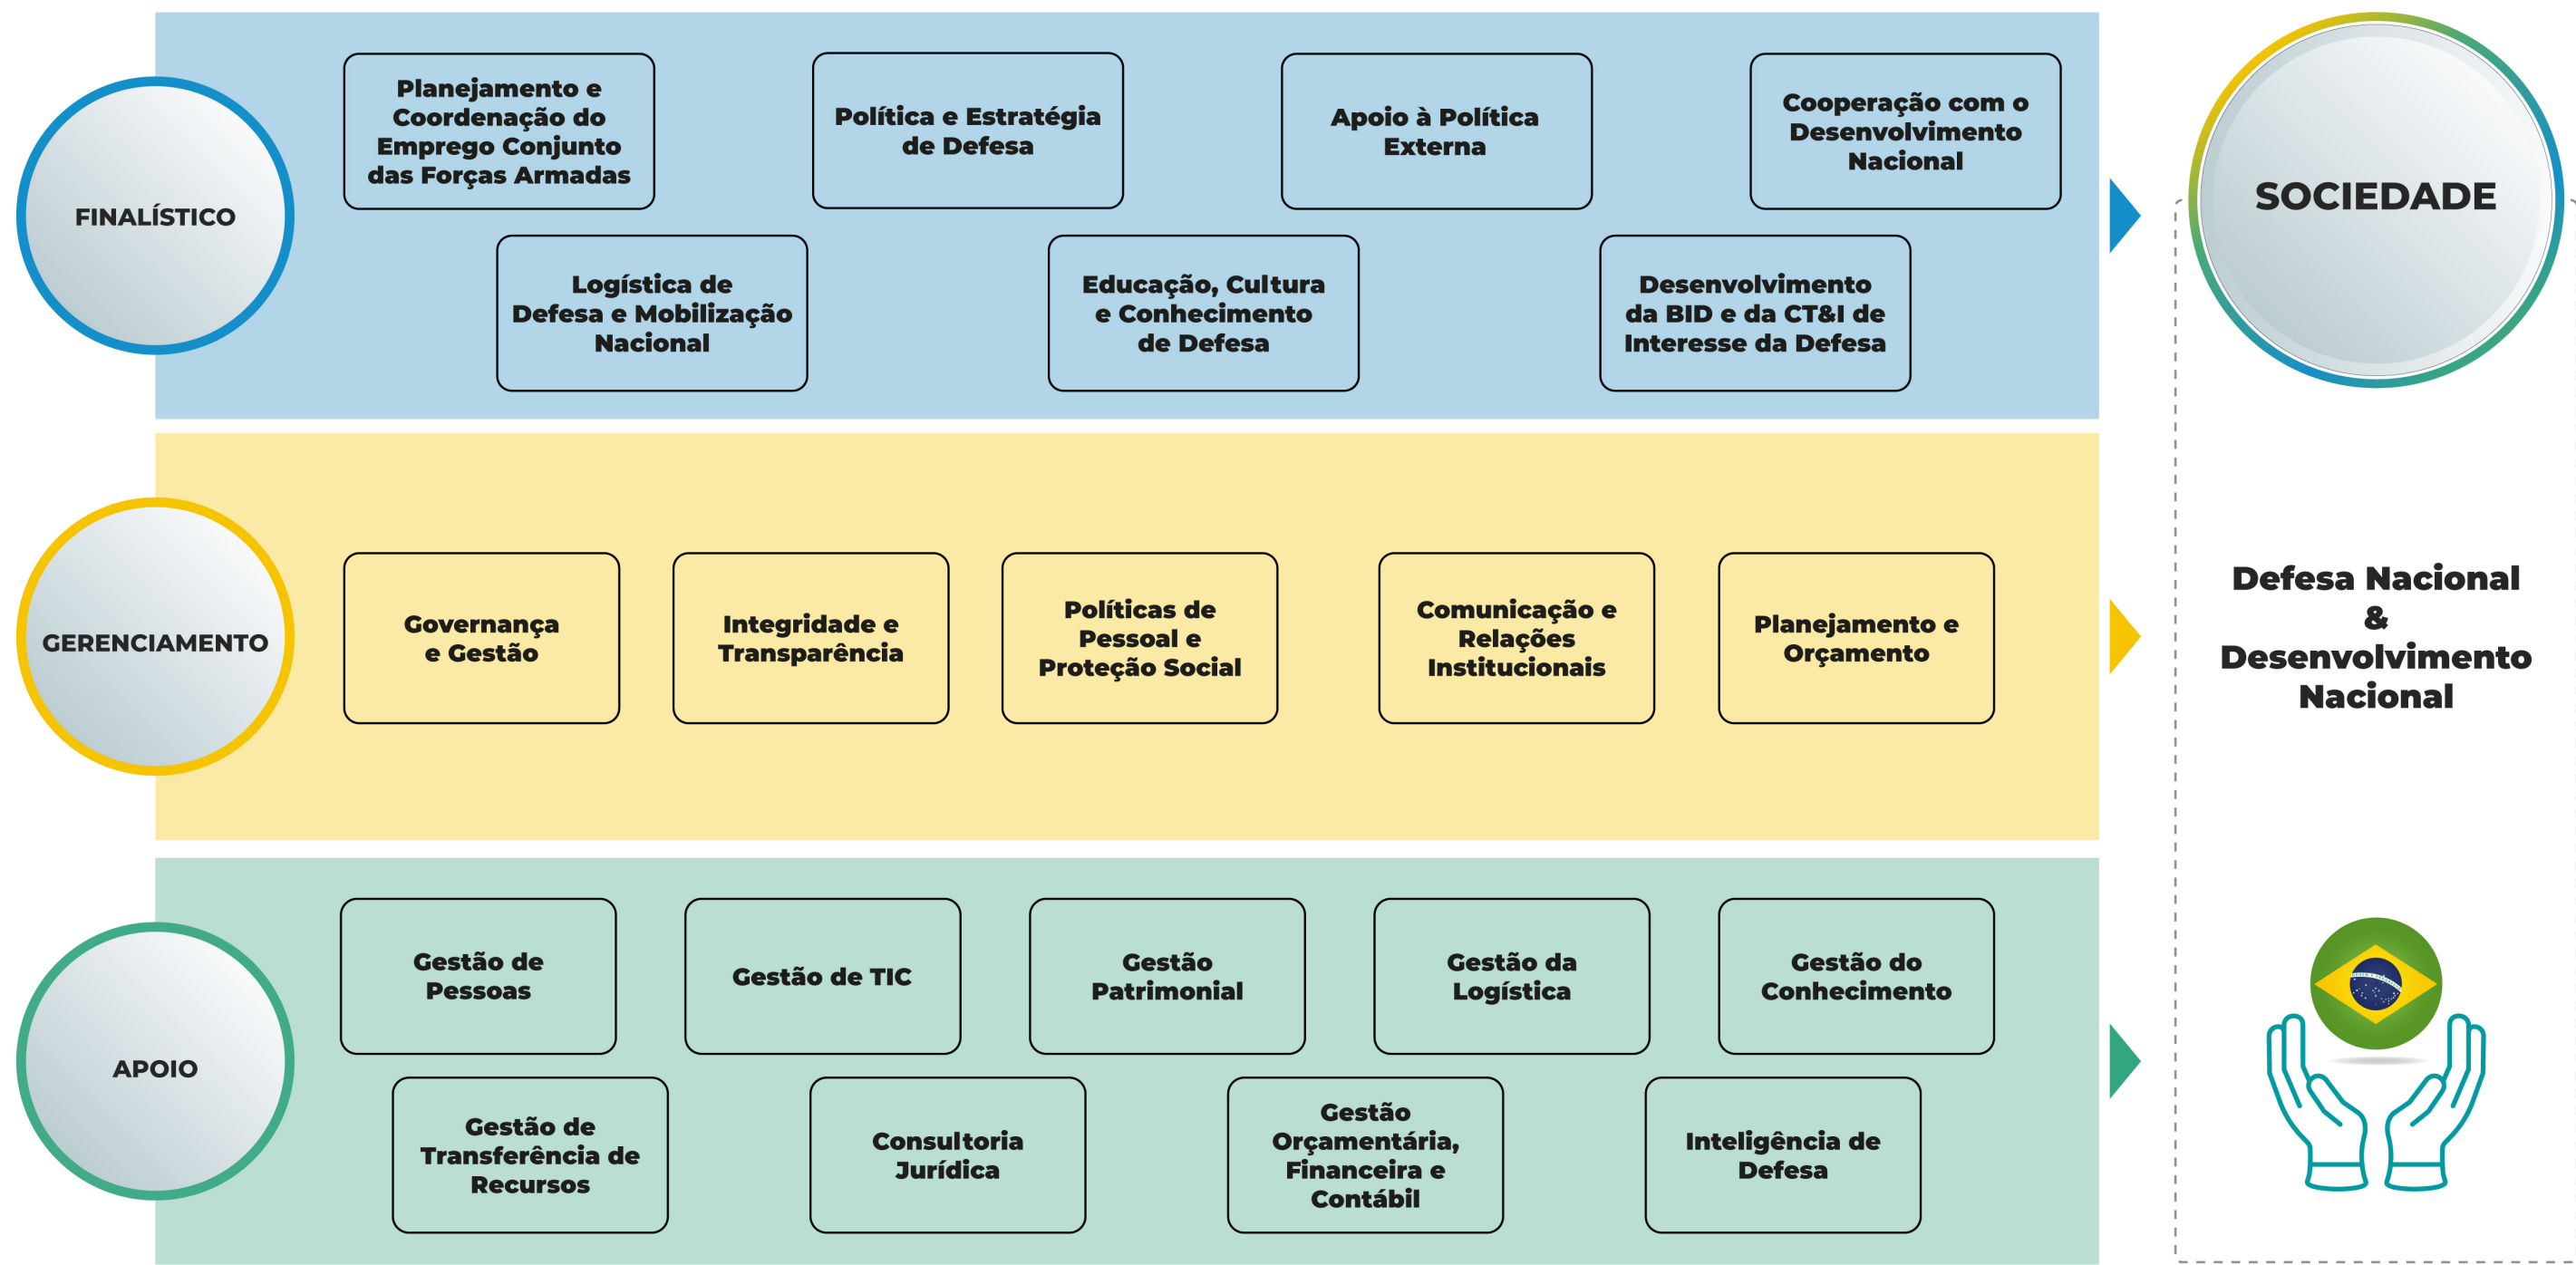 FINALÍSTICO
Planejamento e
Coordenação do
Emprego Conjunto
das Forças Armadas
Política e Estratégia
de Defesa
Apoio à Política
Externa
Cooperação com o
Desenvolvimento
Nacional
Logística de
Defesa e Mobilização
Nacional
Educação, Cultura
e Conhecimento
de Defesa
Desenvolvimento
da BID e da CT&I de
Interesse da Defesa
GERENCIAMENTO
Governança
e Gestão
Integridade e
Transparência
Políticas de
Pessoal e
Proteção Social
Comunicação e
Relações
Institucionais
Planejamento e
Orçamento
APOIO
Gestão de
Pessoas
Gestão de TIC
Gestão
Patrimonial
Gestão da
Logística
Gestão do
Conhecimento
Gestão de
Transferência de
Recursos
Consultoria
Jurídica
Gestão
Orçamentária,
Financeira e
Contábil
Inteligência de
Defesa
SOCIEDADE
Defesa Nacional
&
Desenvolvimento
Nacional